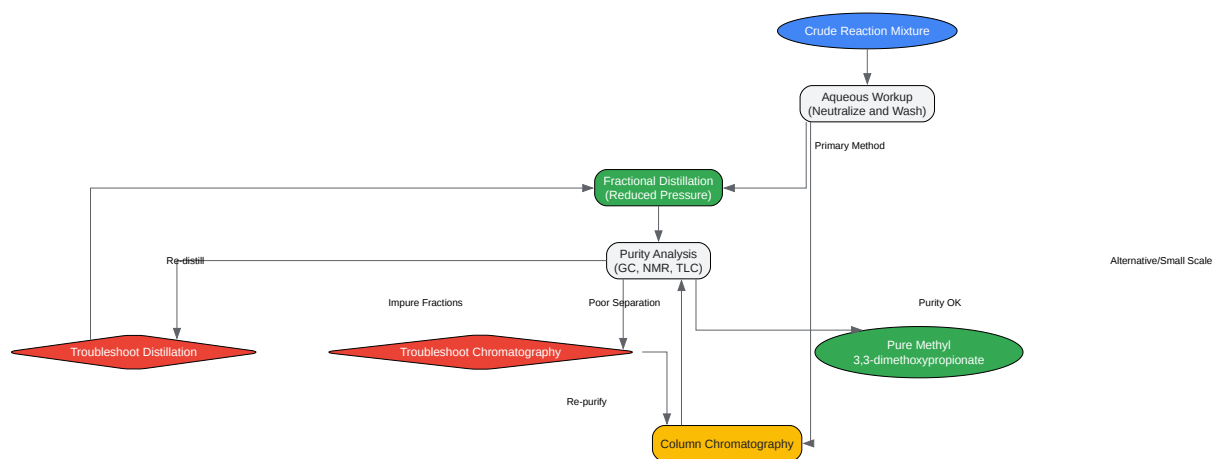 Crude Reaction Mixture
Aqueous Workup
(Neutralize and Wash)
Primary Method
Fractional Distillation
(Reduced Pressure)
Purity Analysis
(GC, NMR, TLC)
Re-distill
Alternative/Small Scale
Impure Fractions
Poor Separation
Purity OK
Troubleshoot Distillation
Troubleshoot Chromatography
Pure Methyl
3,3-dimethoxypropionate
Re-purify
Column Chromatography